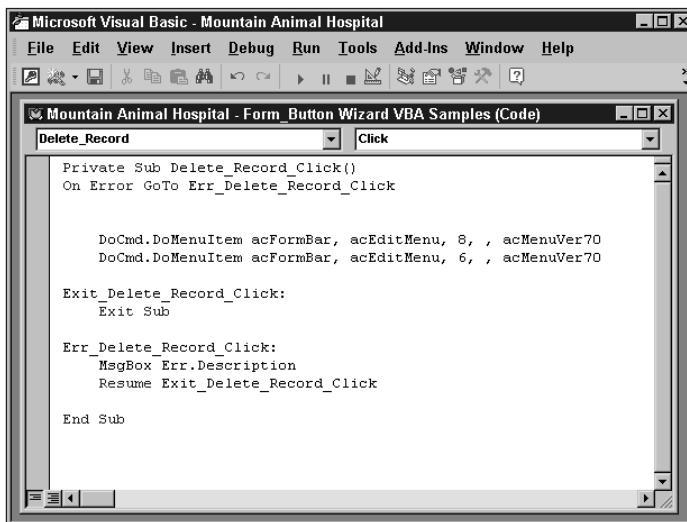 Microsoft Visual Basic - Mountain Animal Hospital
File Edit View Insert Debug Run Tools Add-Ins Window Help
Mountain Animal Hospital - Form_Button Wizard VBA Samples (Code)
Delete_Record Click
Private Sub Delete_Record_Click()
On Error GoTo Err_Delete_Record_Click
DoCmd.DoMenuItem acFormBar, acEditMenu, 8, , acMenuVer70
DoCmd.DoMenuItem acFormBar, acEditMenu, 6, , acMenuVer70
Exit_Delete_Record_Click:
Exit Sub
Err_Delete_Record_Click:
MsgBox Err.Description
Resume Exit_Delete_Record_Click
End Sub